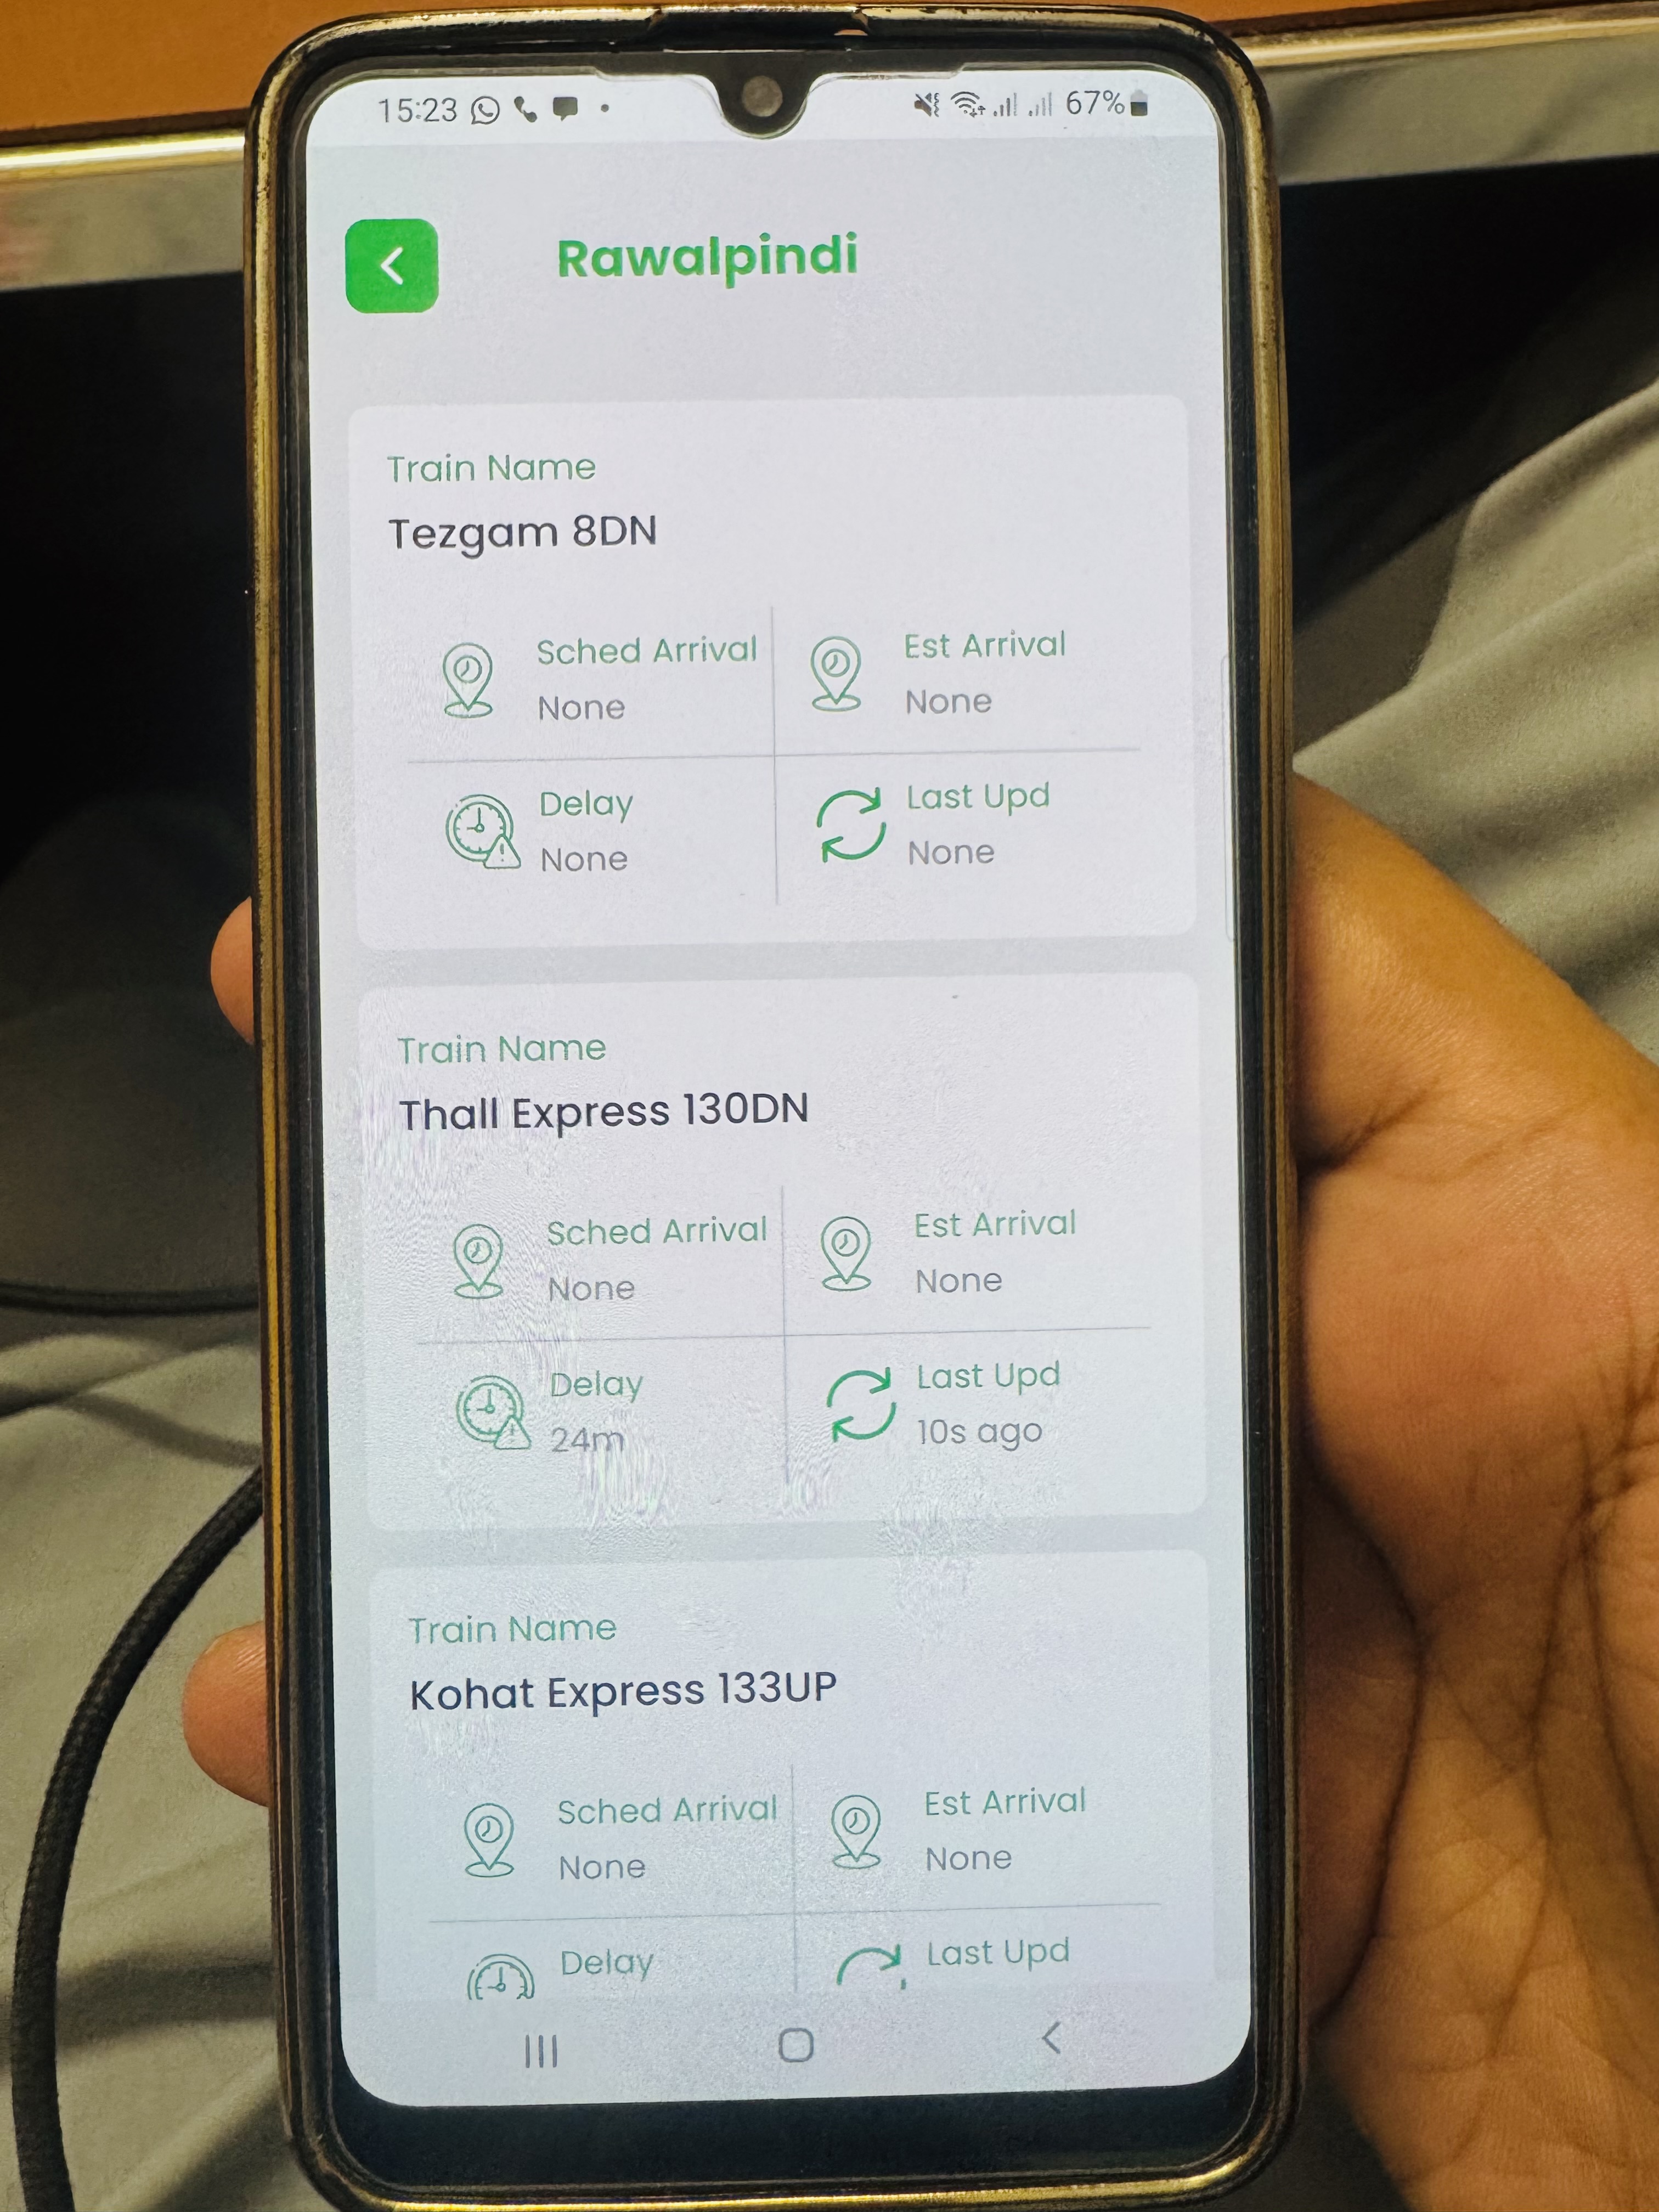 15:23 67%
Rawalpindi
Train Name
Tezgam 8DN
Sched Arrival Est Arrival
None None
Delay Last Upd
None None
Train Name
Thall Express 130DN
Sched Arrival Est Arrival
None None
Delay Last Upd
24m 10s ago
Train Name
Kohat Express 133UP
Sched Arrival Est Arrival
None None
Delay Last Upd